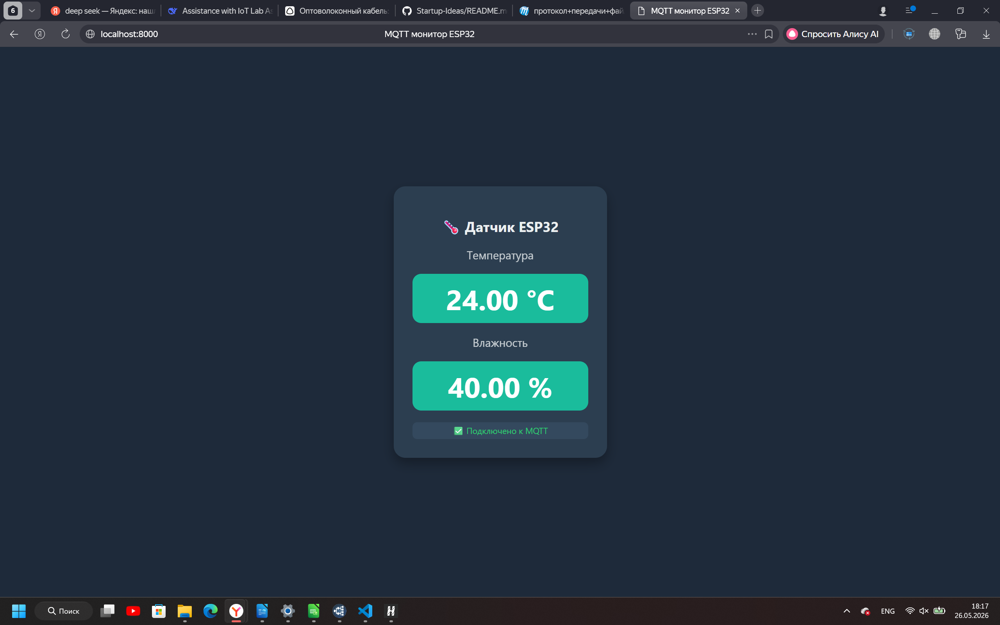 6
deep seek — Яндекс: наш
Assistance with IoT Lab As
Оптоволоконный кабель:
Startup-Ideas/README.m
протокол+передачи+фай
MQTT монитор ESP32
localhost:8000
MQTT монитор ESP32
Спросить Алису AI
Датчик ESP32
Температура
24.00 °C
Влажность
40.00 %
Подключено к MQTT
Поиск
ENG
18:17
26.05.2026